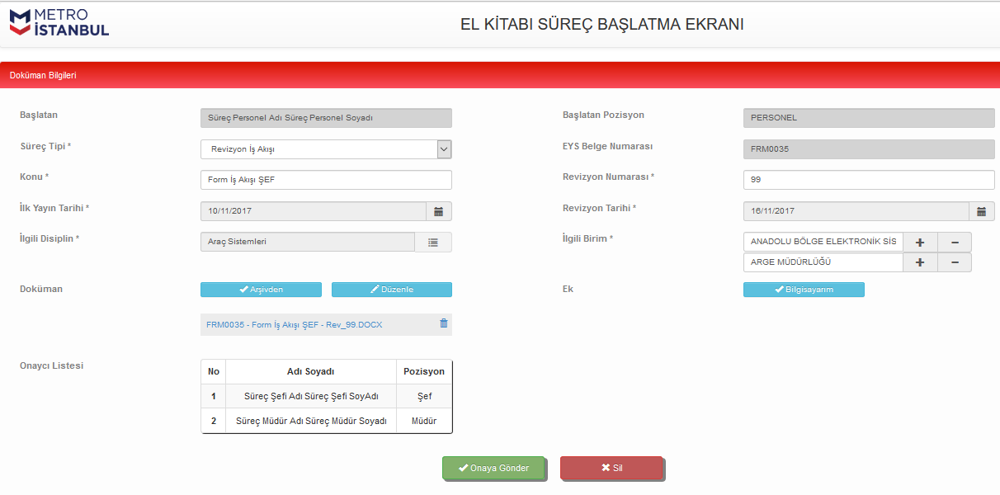 METRO
İSTANBUL
EL KİTABI SÜREÇ BAŞLATMA EKRANI
Doküman Bilgileri
Başlatan
Süreç Personel Adı Süreç Personel Soyadı
Başlatan Pozisyon
PERSONEL
Süreç Tipi *
Revizyon İş Akışı
EYS Belge Numarası
FRM0035
Konu *
Form İş Akışı ŞEF
Revizyon Numarası *
99
İlk Yayın Tarihi *
10/11/2017
Revizyon Tarihi *
16/11/2017
İlgili Disiplin *
Araç Sistemleri
İlgili Birim *
ANADOLU BÖLGE ELEKTRONİK SİS
ARGE MÜDÜRLÜĞÜ
Doküman
Arşivden
Düzenle
Ek
Bilgisayarım
FRM0035 - Form İş Akışı ŞEF - Rev_99.DOCX
Onaycı Listesi
No Adı Soyadı Pozisyon
1 Süreç Şefi Adı Süreç Şefi SoyAdı Şef
2 Süreç Müdür Adı Süreç Müdür Soyadı Müdür
Onaya Gönder
Sil